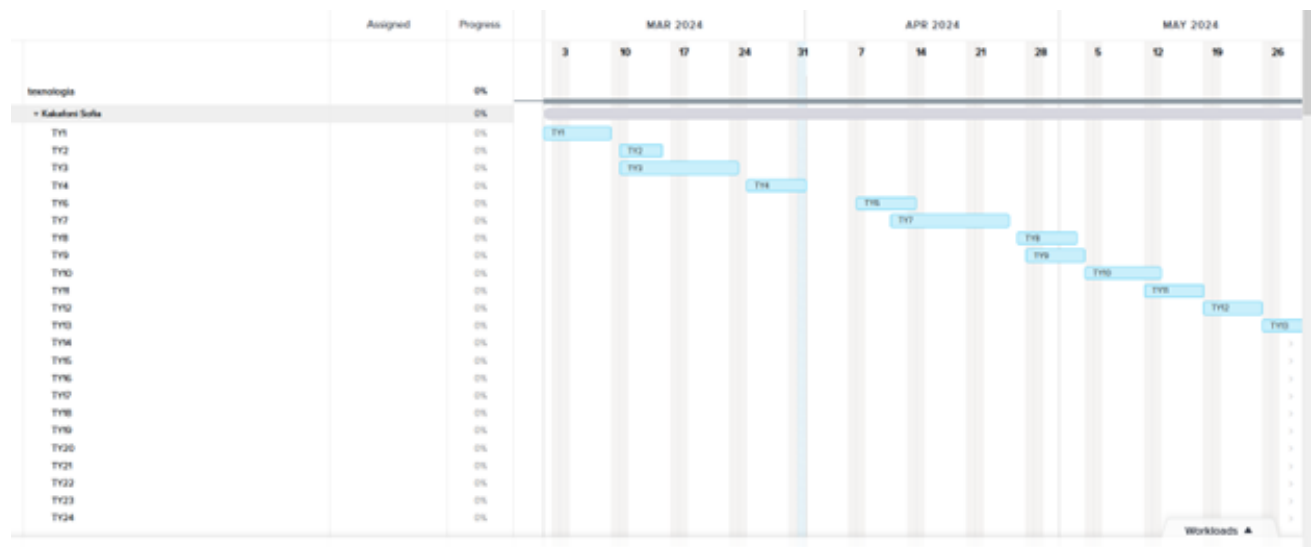 Assigned Progress MAR 2024 APR 2024 MAY 2024
3 10 17 24 31 7 14 21 28 5 12 19 26
texnologia 0%
Kakafoni Sofia 0%
TY1 0% TY1
TY2 0% TY2
TY3 0% TY3
TY4 0% TY4
TY6 0% TY6
TY7 0% TY7
TY8 0% TY8
TY9 0% TY9
TY10 0% TY10
TY11 0% TY11
TY12 0% TY12
TY13 0% TY13
TY14 0%
TY15 0%
TY16 0%
TY17 0%
TY18 0%
TY19 0%
TY20 0%
TY21 0%
TY22 0%
TY23 0%
TY24 0%
Workloads